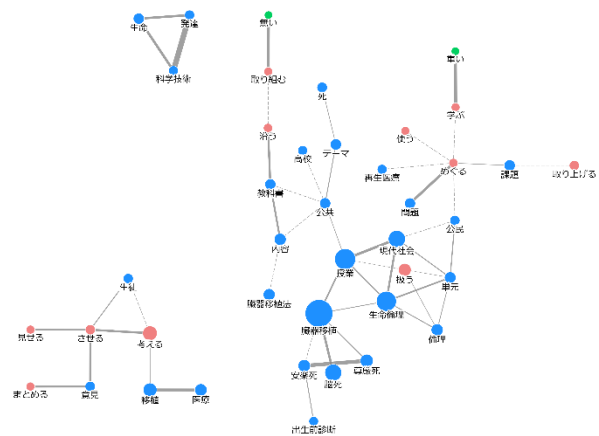 生命
発達
科学技術
無い
取り組む
沿う
教科書
内容
臓器移植法
死
テーマ
高校
公共
重い
学ぶ
使う
めぐる
再生医療
課題
取り上げる
問題
公民
現代社会
授業
扱う
単元
生命倫理
倫理
臓器移植
安楽死
尊厳死
脳死
出生前診断
生徒
見せる
させる
考える
まとめる
意見
移植
医療